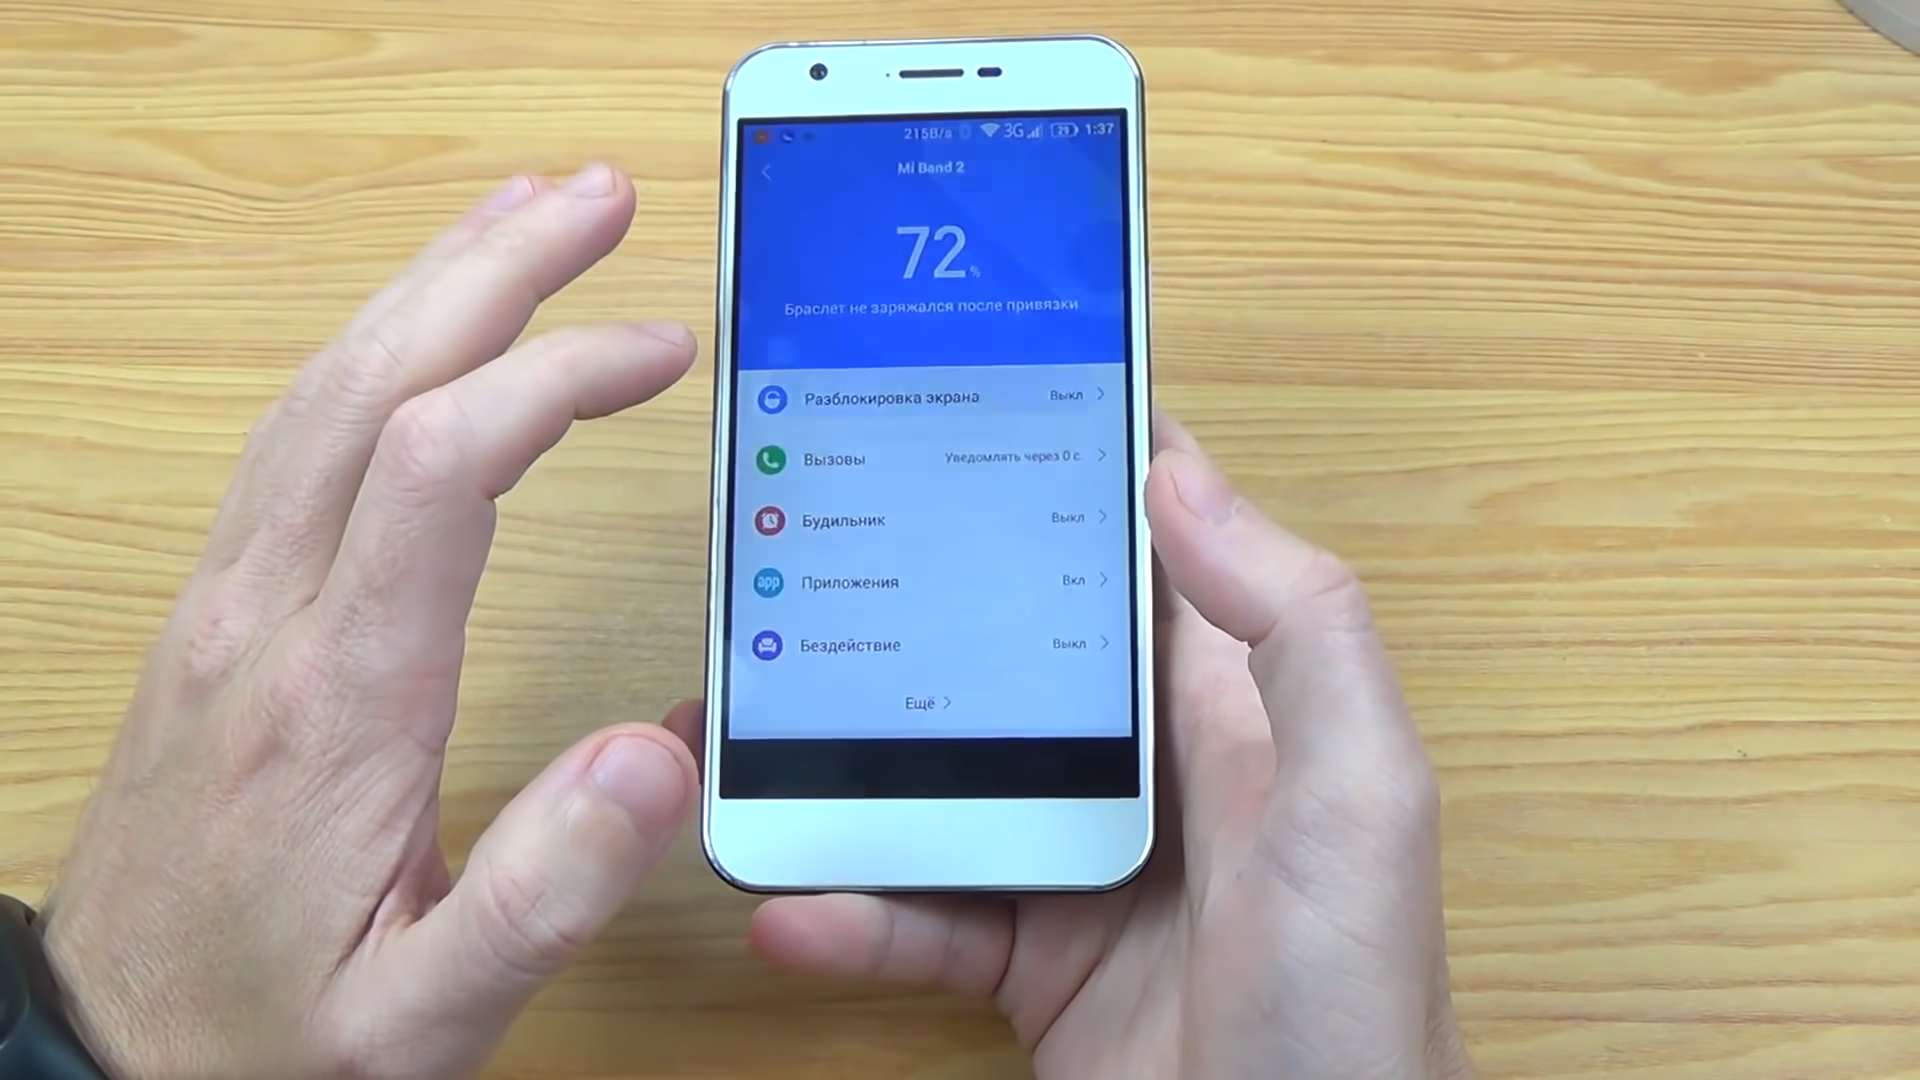 215B/s 3G 29 1:37
Mi Band 2
72%
Браслет не заряжался после привязки
Разблокировка экрана Выкл
Вызовы Уведомлять через 0 с.
Будильник Выкл
app Приложения Вкл
Бездействие Выкл
Ещё